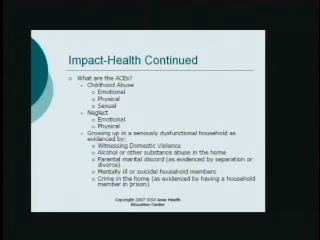 Impact-Health Continued
What are the ACEs?
Childhood Abuse
Emotional
Physical
Sexual
Neglect
Emotional
Physical
Growing up in a seriously dysfunctional household as
evidenced by:
Witnessing Domestic Violence
Alcohol or other substance abuse in the home
Parental marital discord (as evidenced by separation or
divorce)
Mentally ill or suicidal household members
Crime in the home (as evidenced by having a household
member in prison)
Copyright 2007 Area Health
Education Center